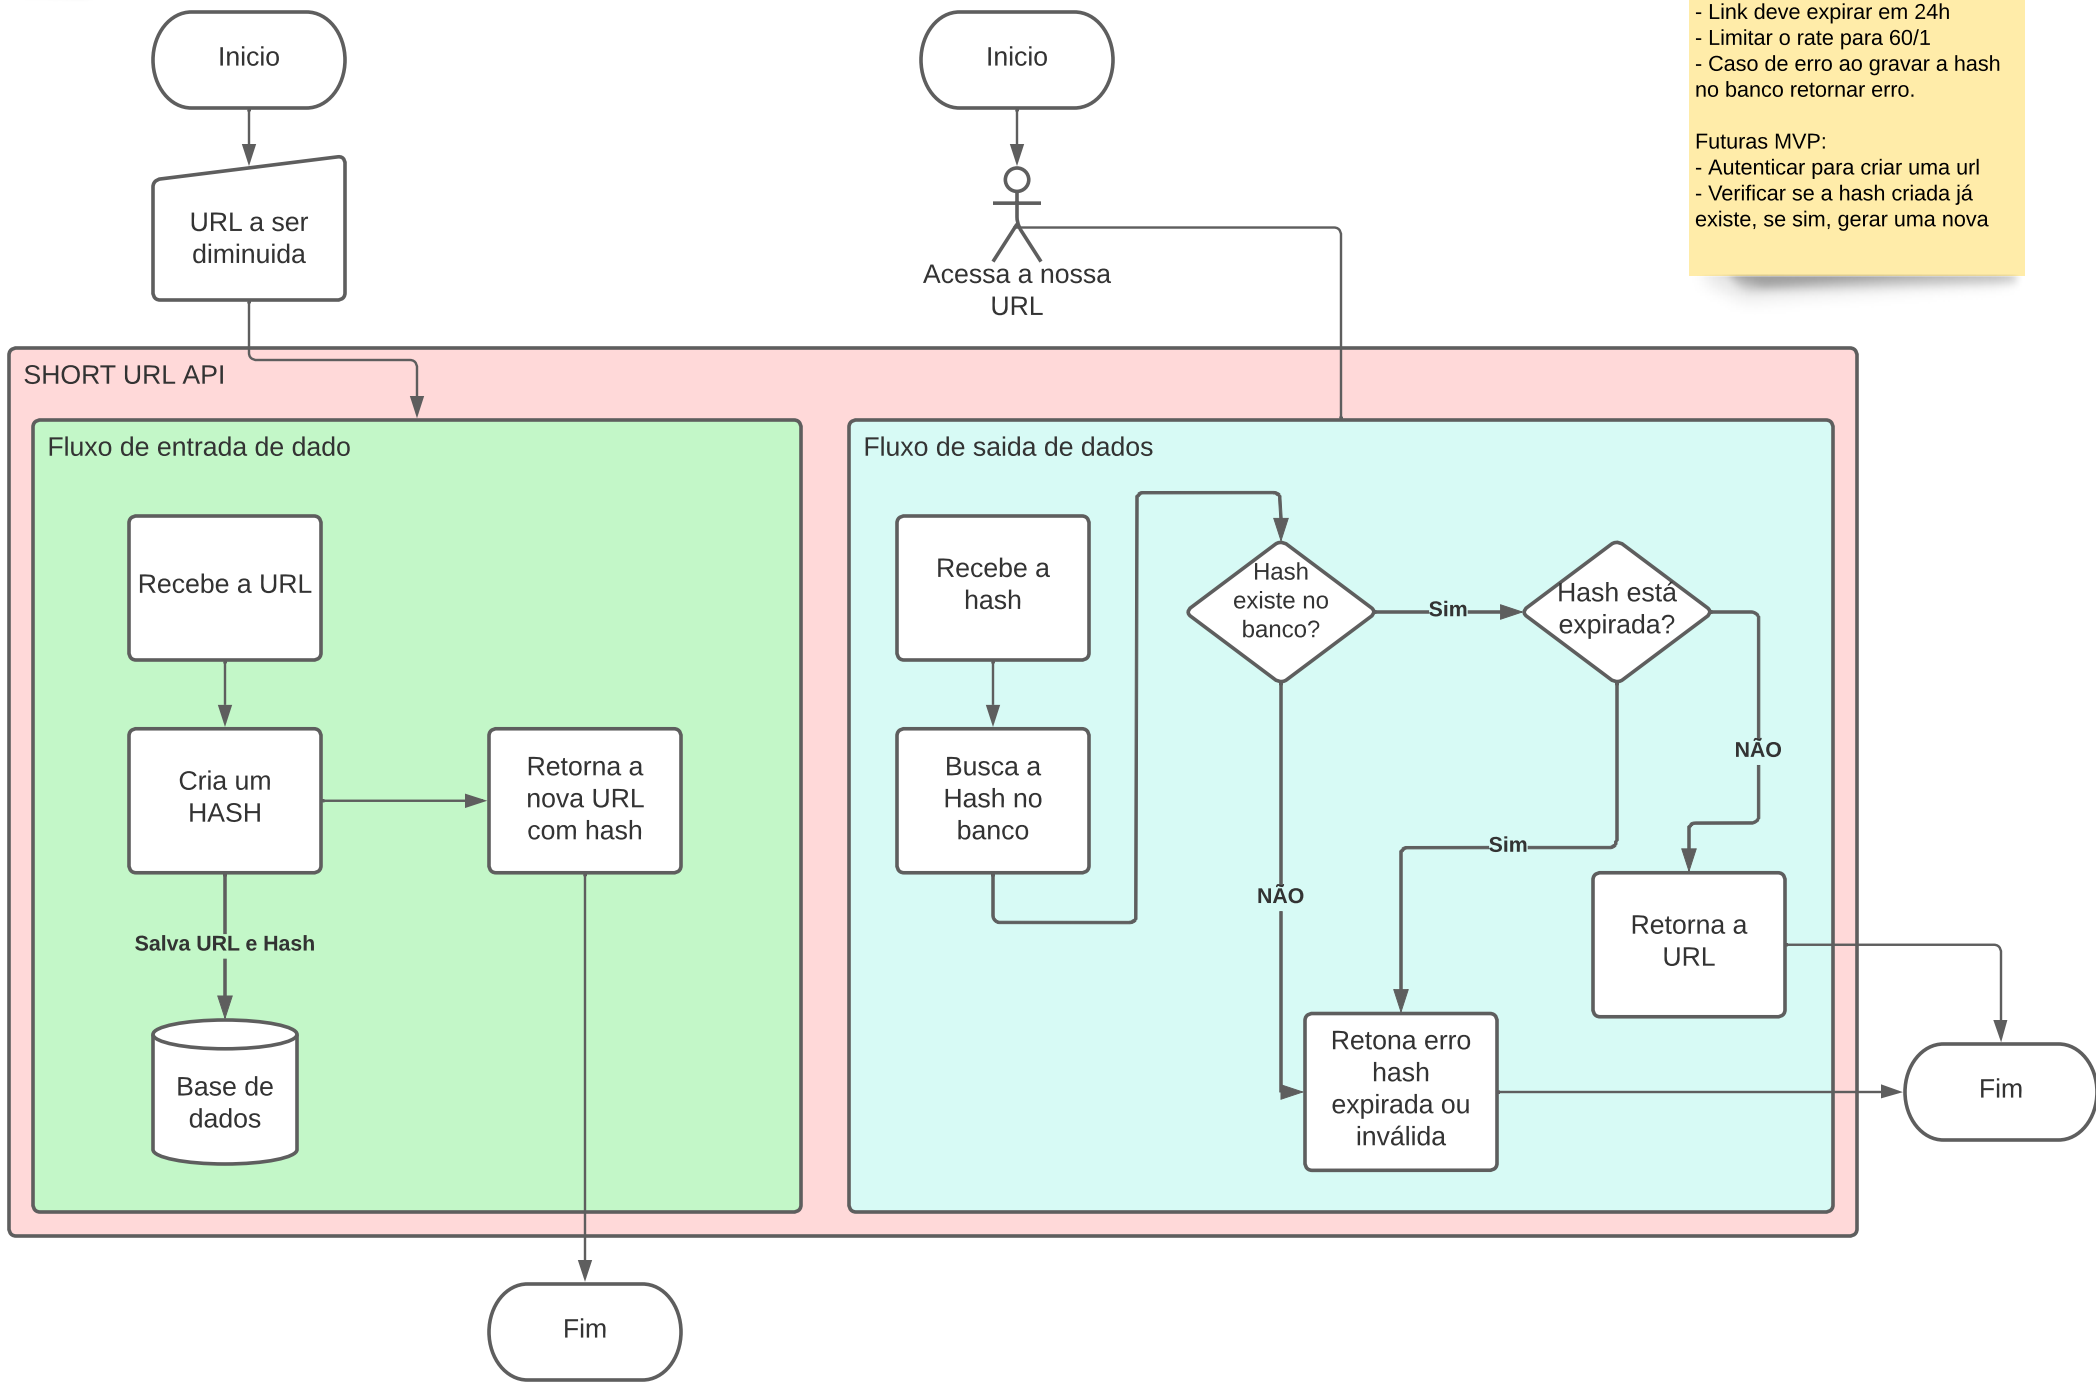 Inicio
Inicio
- Link deve expirar em 24h
- Limitar o rate para 60/1
- Caso de erro ao gravar a hash
no banco retornar erro.
Futuras MVP:
- Autenticar para criar uma url
- Verificar se a hash criada já
existe, se sim, gerar uma nova
URL a ser
diminuida
Acessa a nossa
URL
SHORT URL API
Fluxo de entrada de dado
Recebe a URL
Cria um
HASH
Retorna a
nova URL
com hash
Salva URL e Hash
Base de
dados
Fim
Fluxo de saida de dados
Recebe a
hash
Busca a
Hash no
banco
Hash
existe no
banco?
Sim
Hash está
expirada?
NÃO
Sim
NÃO
Retorna a
URL
Retona erro
hash
expirada ou
inválida
Fim